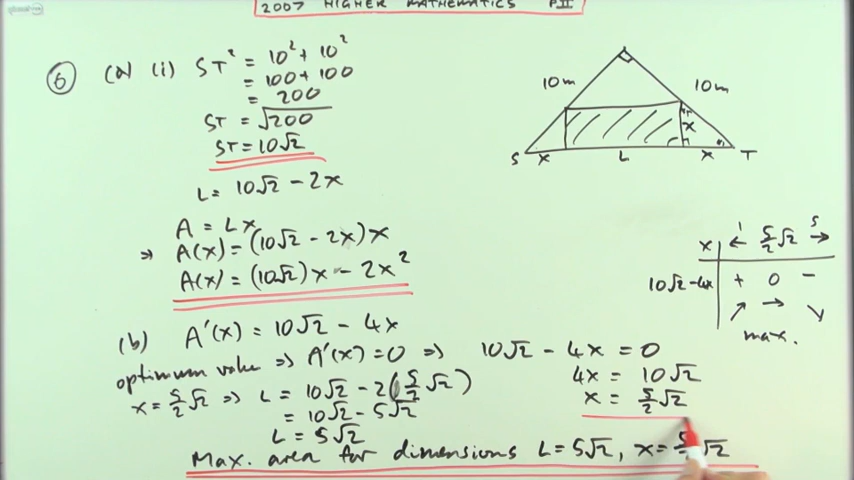 2007 HIGHER MATHEMATICS PII
6 (a) (i) ST² = 10² + 10²
= 100 + 100
= 200
ST = √200
ST = 10√2
L = 10√2 - 2x
A = Lx
⇒ A(x) = (10√2 - 2x)x
A(x) = (10√2)x - 2x²
10m
10m
x
S x L x T
x ← 5/2√2 →
1 5
10√2-4x + 0 -
↗ → ↘
max.
(b) A'(x) = 10√2 - 4x
optimum value ⇒ A'(x) = 0 ⇒ 10√2 - 4x = 0
4x = 10√2
x = 5/2√2
x = 5/2√2 ⇒ L = 10√2 - 2(5/2√2)
= 10√2 - 5√2
L = 5√2
Max. area for dimensions L = 5√2, x = 5/2√2